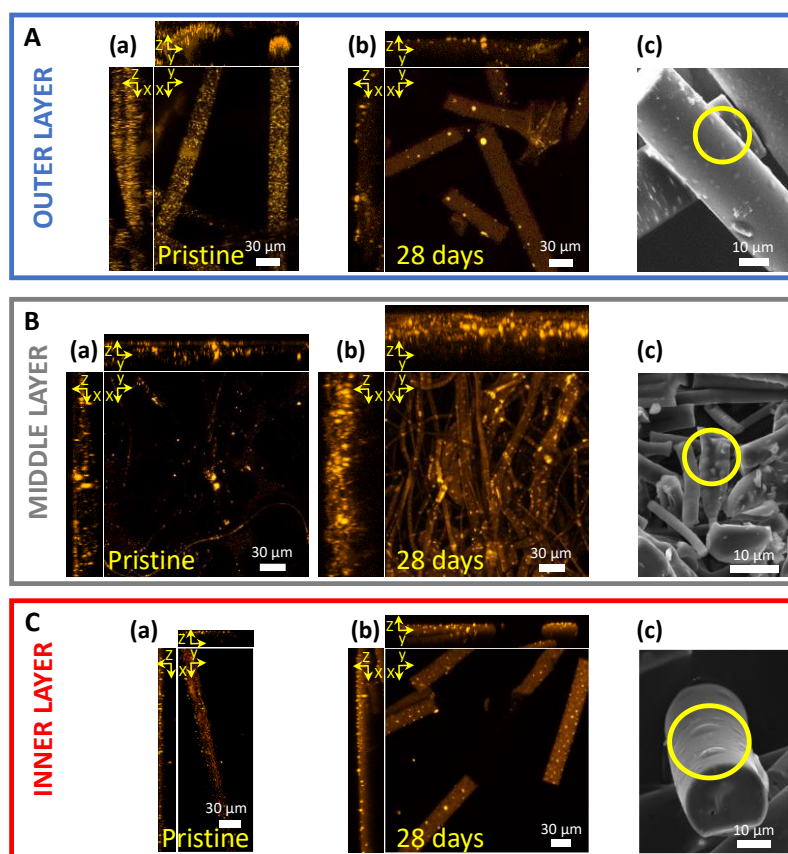 A
OUTER LAYER
(a)
(b)
(c)
z
y
z
x
y
x
Pristine
30 µm
z
y
z
x
y
x
28 days
30 µm
10 µm
B
MIDDLE LAYER
(a)
(b)
(c)
z
y
z
x
y
x
Pristine
30 µm
z
y
z
x
y
x
28 days
30 µm
10 µm
C
INNER LAYER
(a)
(b)
(c)
z
y
z
x
y
x
Pristine
30 µm
z
y
z
x
y
x
28 days
30 µm
10 µm